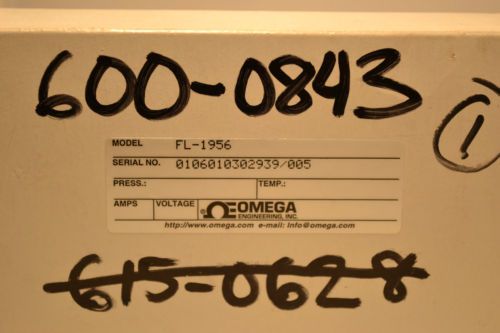 600-0843
1
MODEL FL-1956
SERIAL NO. 0106010302939/005
PRESS.: TEMP.:
AMPS VOLTAGE ΩE OMEGA
ENGINEERING, INC.
http://www.omega.com e-mail: info@omega.com
615-0628